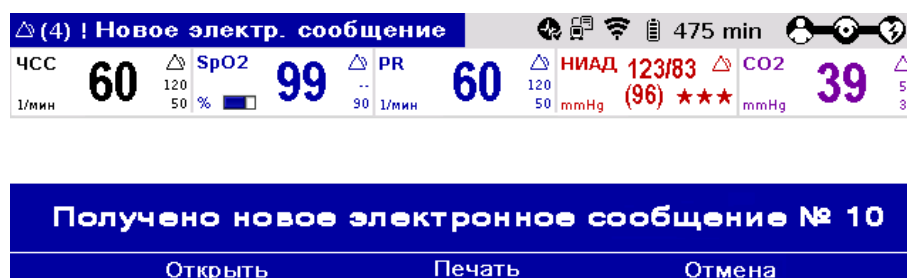 (4) ! Новое электр. сообщение 475 min
ЧСС 60 120 50 1/мин
SpO2 99 -- 90 %
PR 60 120 50 1/мин
НИАД 123/83 (96) ★★★ mmHg
CO2 39 5 3 mmHg
Получено новое электронное сообщение № 10
Открыть Печать Отмена